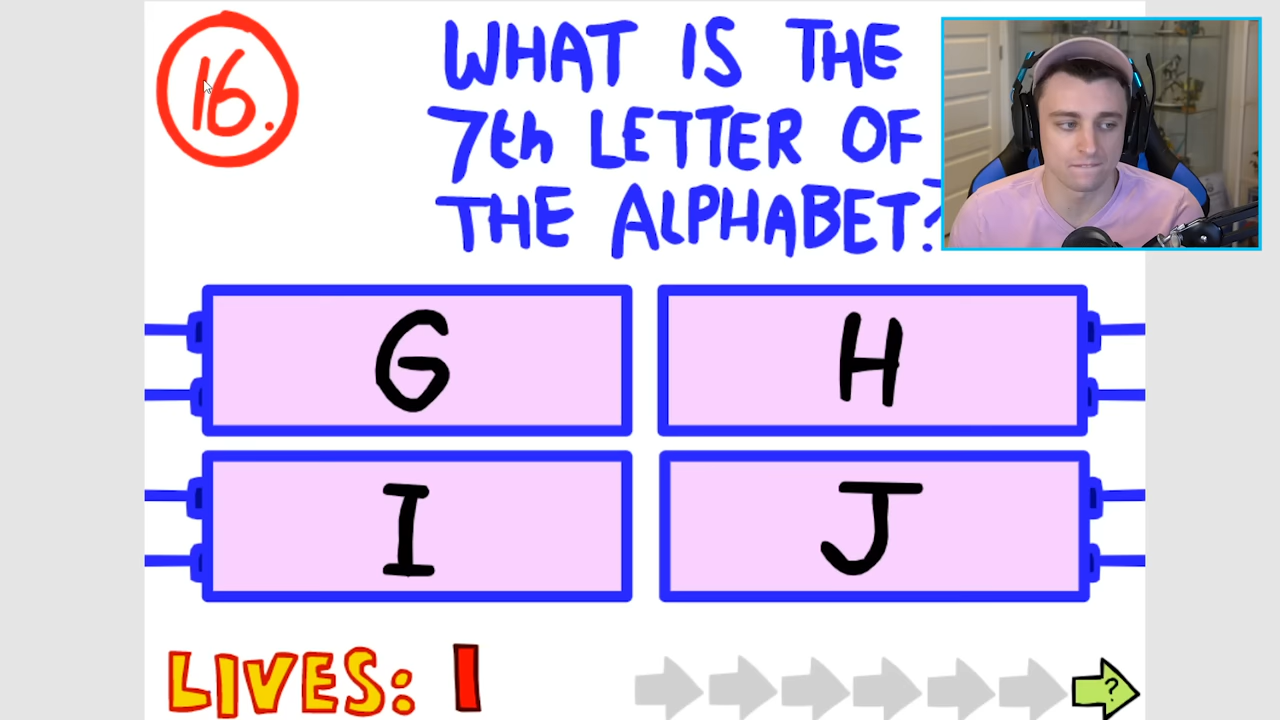 16.
WHAT IS THE
7th LETTER OF
THE ALPHABET?
G
H
I
J
LIVES: 1
?